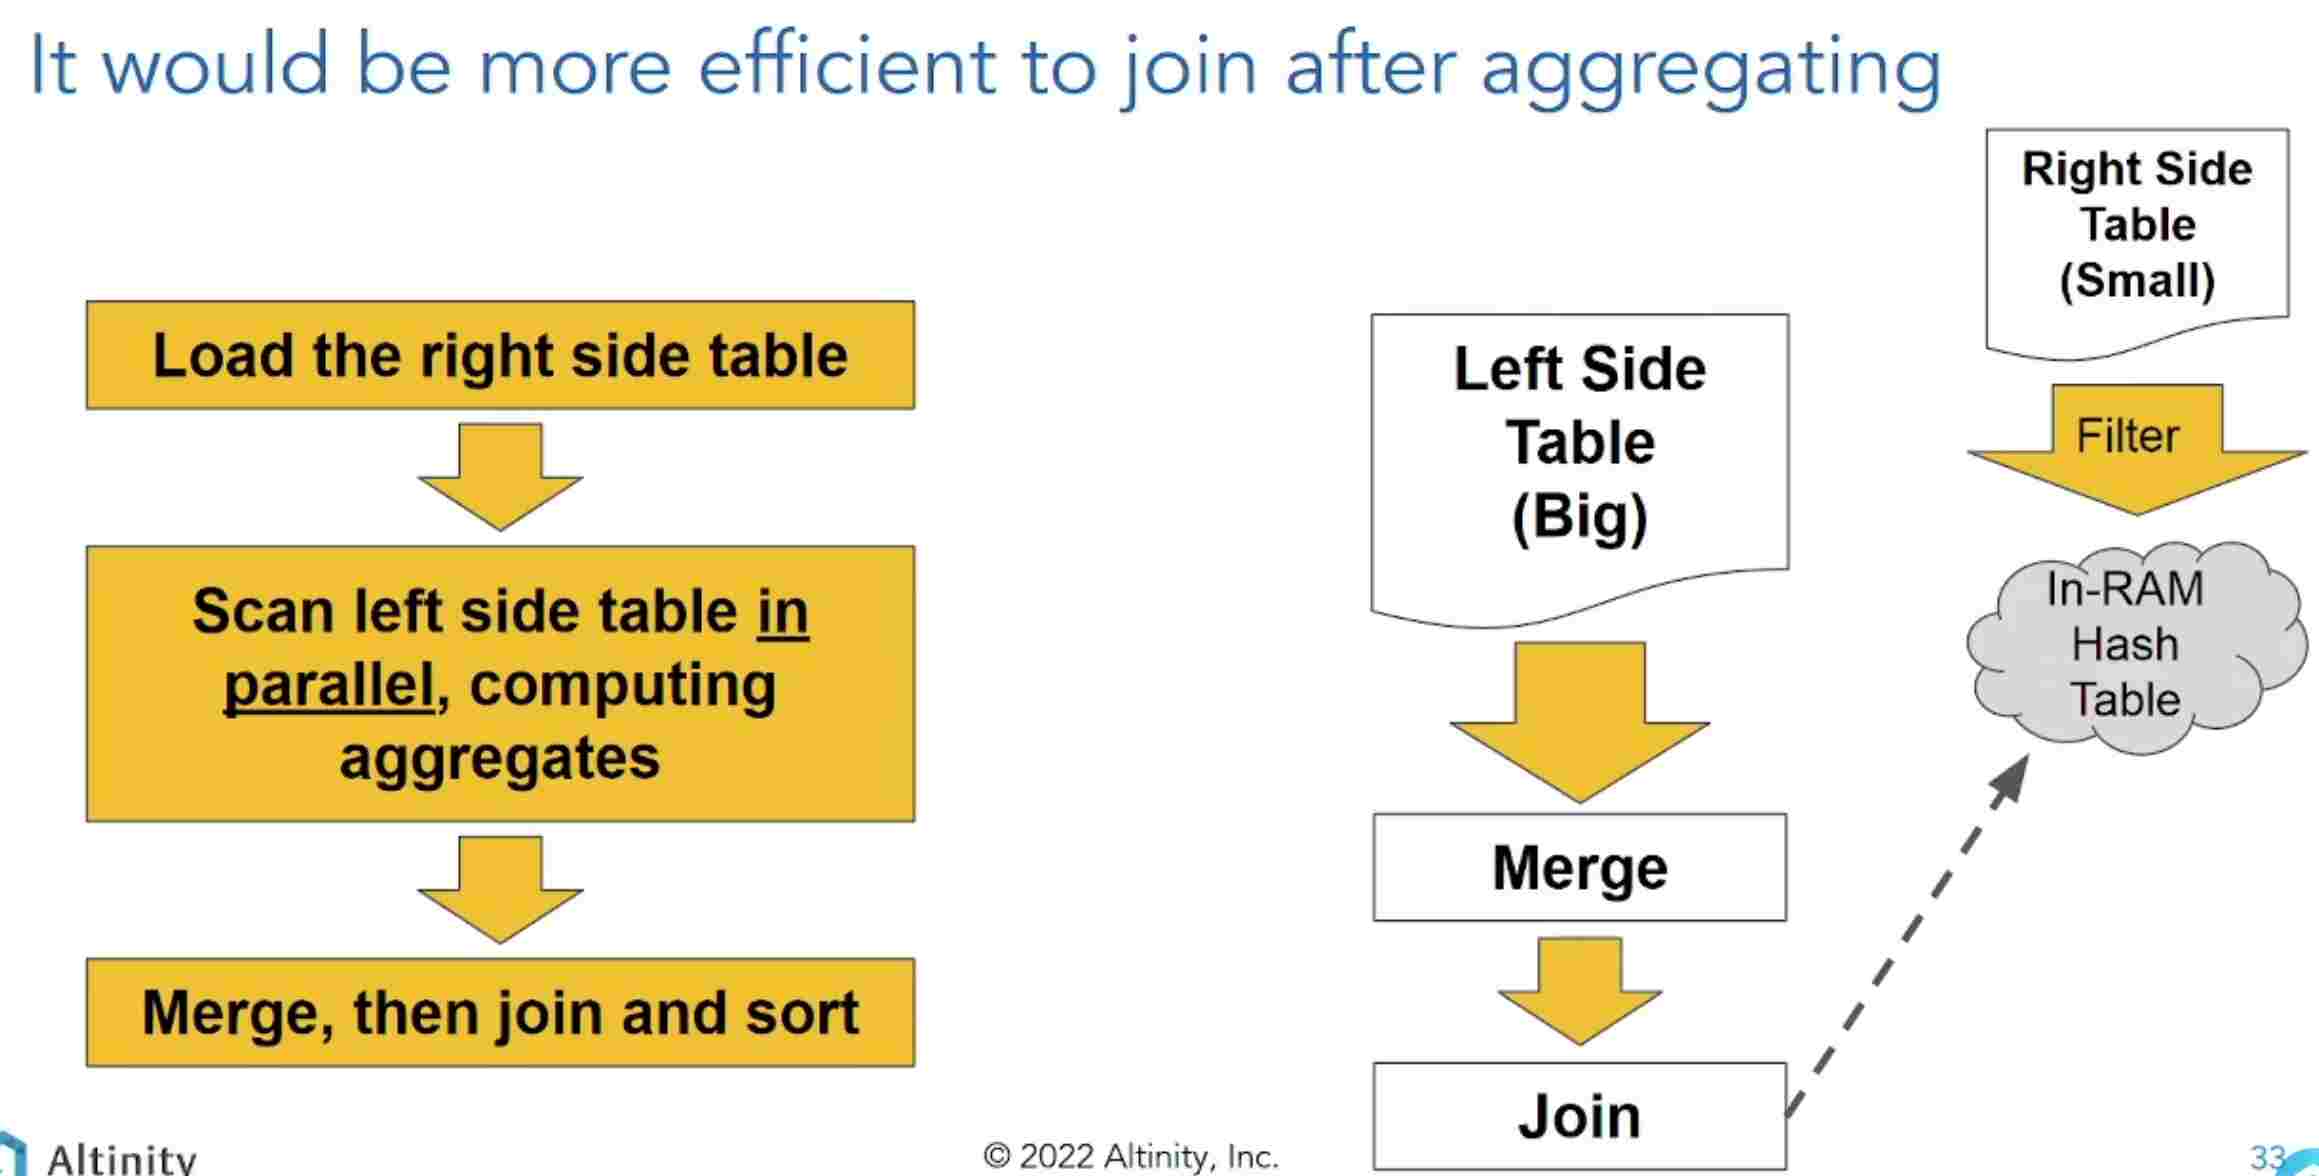 It would be more efficient to join after aggregating
Load the right side table
Scan left side table in
parallel, computing
aggregates
Merge, then join and sort
Left Side
Table
(Big)
Merge
Join
Right Side
Table
(Small)
Filter
In-RAM
Hash
Table
Altinity
© 2022 Altinity, Inc.
33